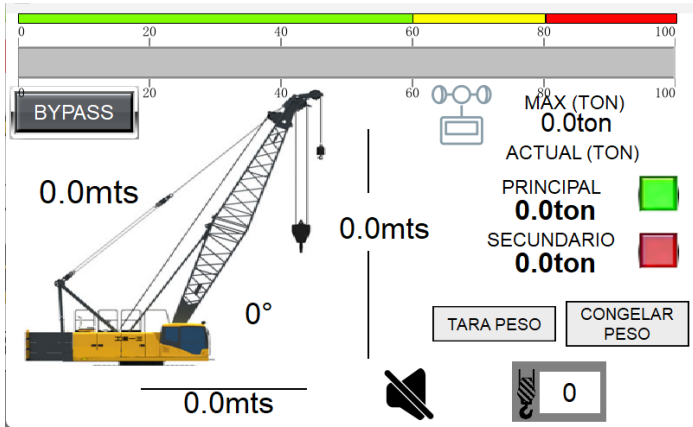 0 20 40 60 80 100
0 20 40 60 80 100
BYPASS
MAX (TON)
0.0ton
ACTUAL (TON)
0.0mts
PRINCIPAL
0.0ton
0.0mts
SECUNDARIO
0.0ton
0°
TARA PESO
CONGELAR
PESO
0.0mts
0